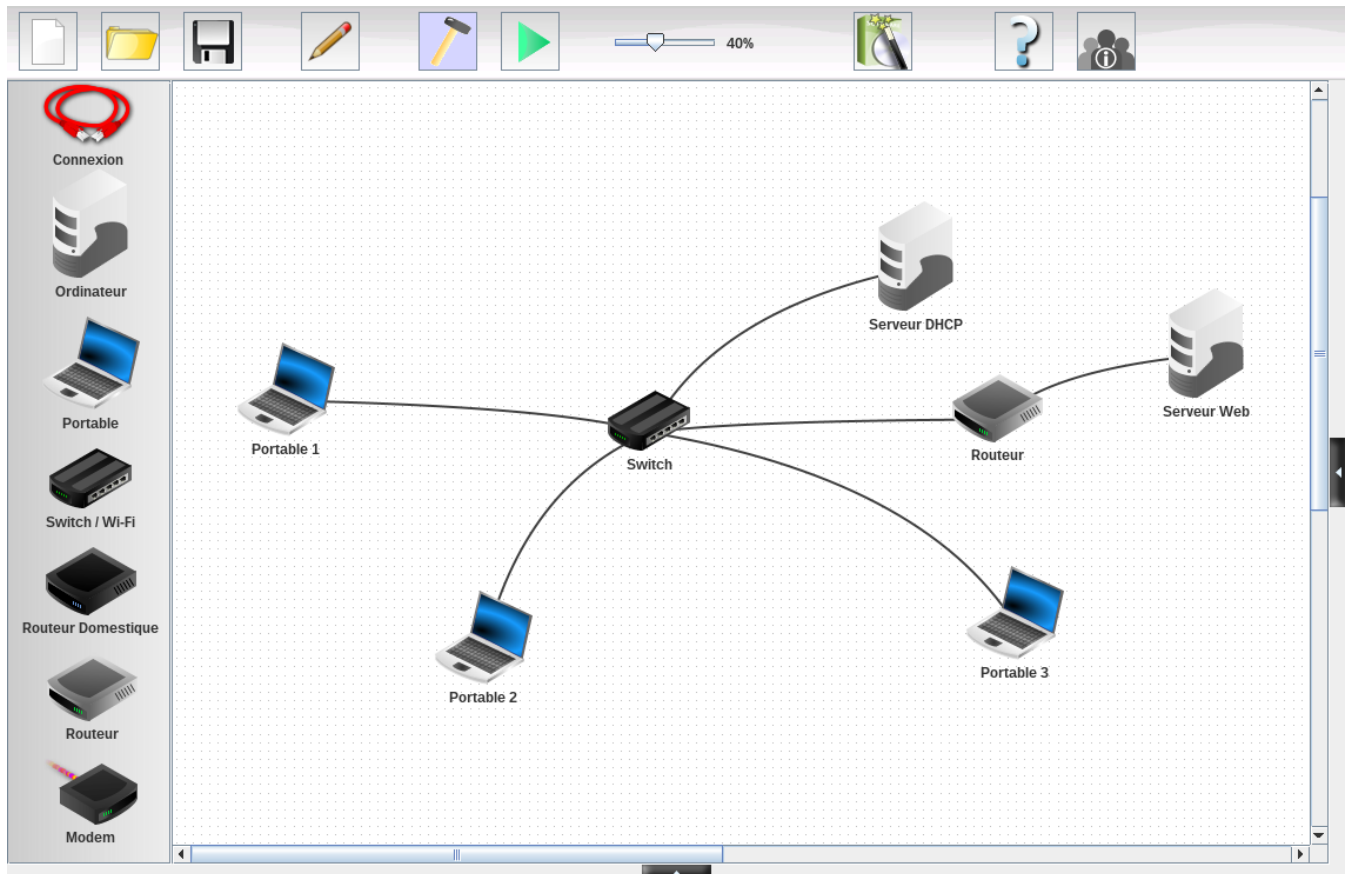 40%
Connexion
Ordinateur
Portable
Switch / Wi-Fi
Routeur Domestique
Routeur
Modem
Serveur DHCP
Serveur Web
Portable 1
Switch
Routeur
Portable 2
Portable 3